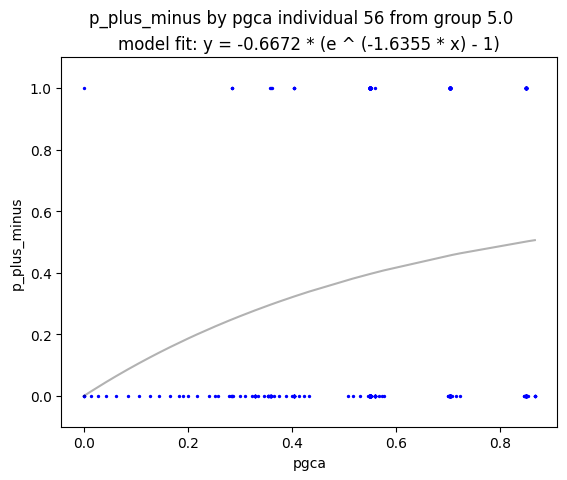 p_plus_minus by pgca individual 56 from group 5.0
model fit: y = -0.6672 * (e ^ (-1.6355 * x) - 1)
1.0
0.8
0.6
0.4
0.2
0.0
p_plus_minus
0.0 0.2 0.4 0.6 0.8
pgca